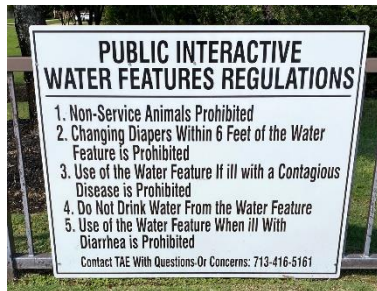 PUBLIC INTERACTIVE
WATER FEATURES REGULATIONS
1. Non-Service Animals Prohibited
2. Changing Diapers Within 6 Feet of the Water
Feature is Prohibited
3. Use of the Water Feature If ill with a Contagious
Disease is Prohibited
4. Do Not Drink Water From the Water Feature
5. Use of the Water Feature When ill With
Diarrhea is Prohibited
Contact TAE With Questions Or Concerns: 713-416-5161